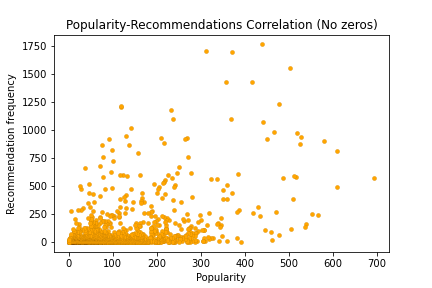 Popularity-Recommendations Correlation (No zeros)
Recommendation frequency
1750
1500
1250
1000
750
500
250
0
0 100 200 300 400 500 600 700
Popularity